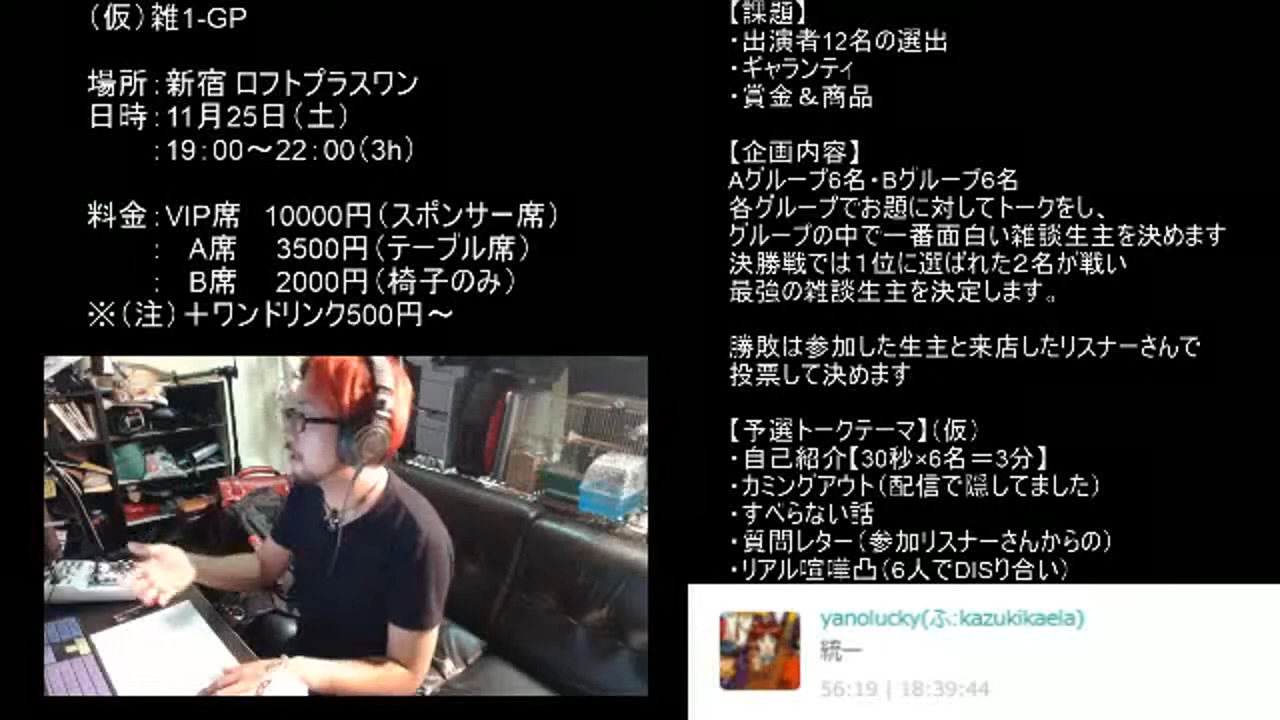 (仮)雑1-GP
場所:新宿 ロフトプラスワン
日時:11月25日(土)
:19:00～22:00(3h)
料金:VIP席 10000円(スポンサー席)
: A席 3500円(テーブル席)
: B席 2000円(椅子のみ)
※(注)+ワンドリンク500円～
【課題】
・出演者12名の選出
・ギャランティ
・賞金&商品
【企画内容】
Aグループ6名・Bグループ6名
各グループでお題に対してトークをし、
グループの中で一番面白い雑談生主を決めます
決勝戦では1位に選ばれた2名が戦い
最強の雑談生主を決定します。
勝敗は参加した生主と来店したリスナーさんで
投票して決めます
【予選トークテーマ】(仮)
・自己紹介【30秒×6名=3分】
・カミングアウト(配信で隠してました)
・すべらない話
・質問レター(参加リスナーさんからの)
・リアル喧嘩凸(6人でDISり合い)
yanolucky(ふ:kazukikaela)
統一
56:19 | 18:39:44